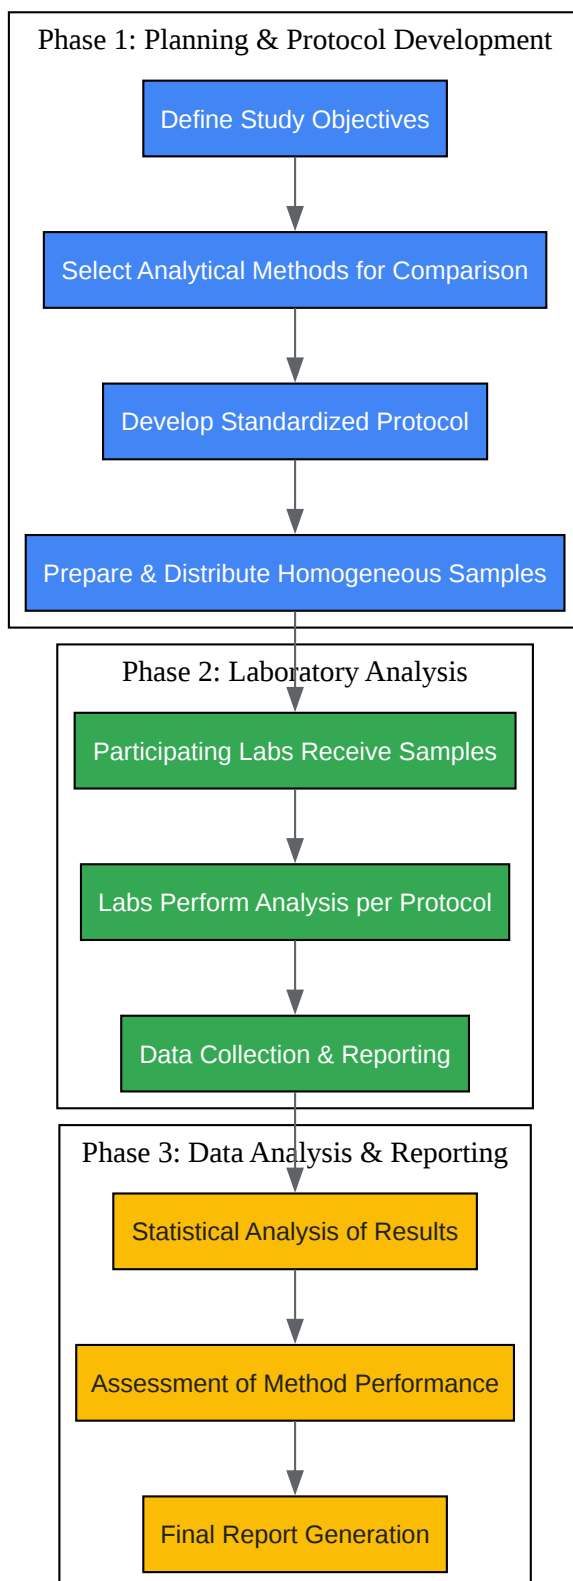 Phase 1: Planning & Protocol Development
Define Study Objectives
Select Analytical Methods for Comparison
Develop Standardized Protocol
Prepare & Distribute Homogeneous Samples
Phase 2: Laboratory Analysis
Participating Labs Receive Samples
Labs Perform Analysis per Protocol
Data Collection & Reporting
Phase 3: Data Analysis & Reporting
Statistical Analysis of Results
Assessment of Method Performance
Final Report Generation